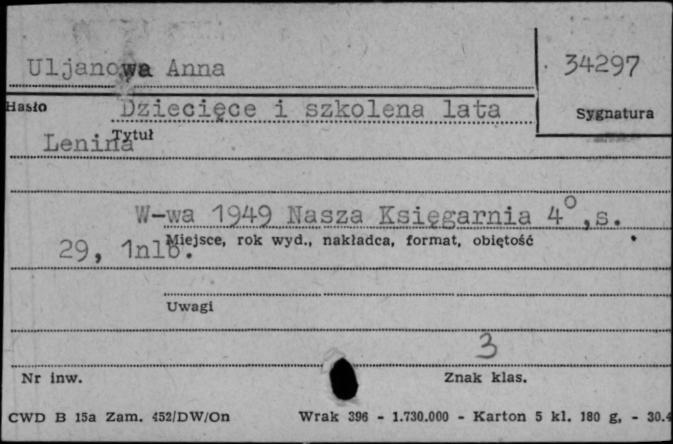 Uljanowa Anna
34297
Hasło
Dziecięce i szkolena lata
Sygnatura
Tytuł
Lenina
W-wa 1949 Nasza Księgarnia 4°,s.
Miejsce, rok wyd., nakładca, format, obiętość
29, 1nlb.
Uwagi
3
Nr inw.
Znak klas.
CWD B 15a Zam. 452/DW/On Wrak 396 - 1.730.000 - Karton 5 kl. 180 g, - 30.4